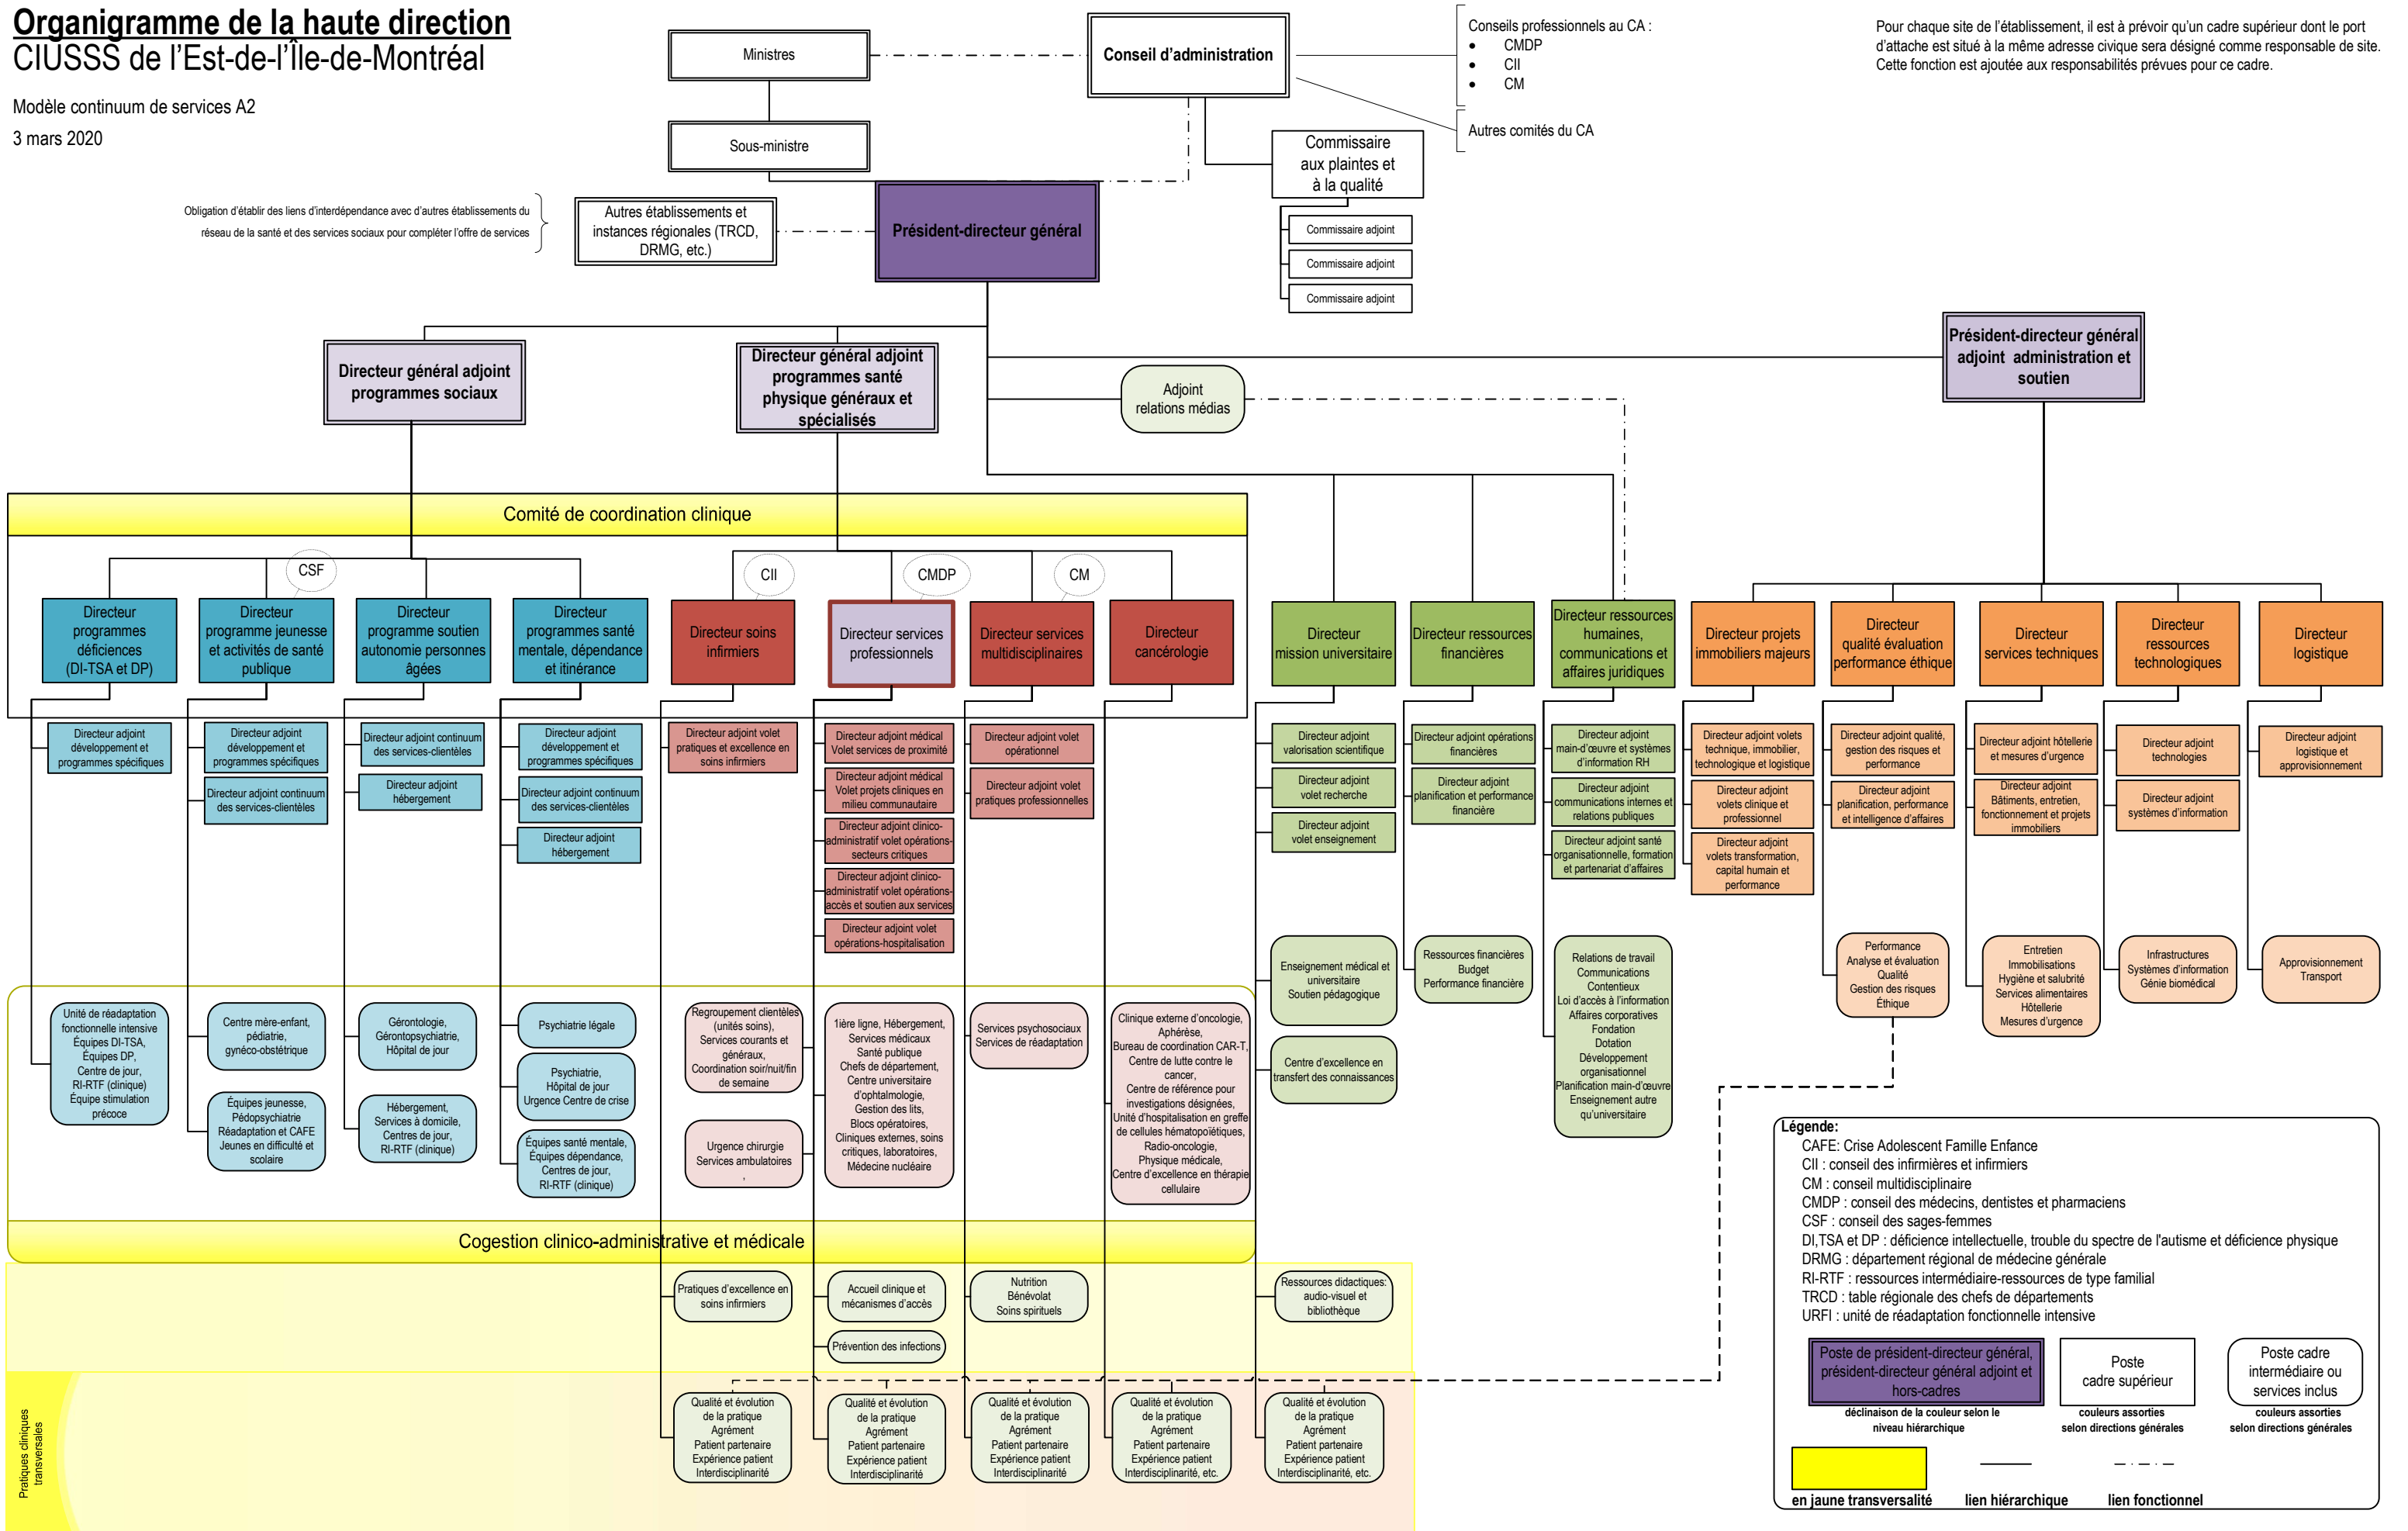 Organigramme de la haute direction
CIUSSS de l'Est-de-l'Île-de-Montréal
Modèle continuum de services A2
3 mars 2020
Ministres
Sous-ministre
Conseil d'administration
Conseils professionnels au CA :
• CMDP
• CII
• CM
Autres comités du CA
Pour chaque site de l'établissement, il est à prévoir qu'un cadre supérieur dont le port
d'attache est situé à la même adresse civique sera désigné comme responsable de site.
Cette fonction est ajoutée aux responsabilités prévues pour ce cadre.
Commissaire
aux plaintes et
à la qualité
Commissaire adjoint
Commissaire adjoint
Commissaire adjoint
Obligation d'établir des liens d'interdépendance avec d'autres établissements du
réseau de la santé et des services sociaux pour compléter l'offre de services
Autres établissements et
instances régionales (TRCD,
DRMG, etc.)
Président-directeur général
Directeur général adjoint
programmes sociaux
Directeur général adjoint
programmes santé
physique généraux et
spécialisés
Adjoint
relations médias
Président-directeur général
adjoint administration et
soutien
Comité de coordination clinique
CSF
CII
CMDP
CM
Directeur
programmes
déficiences
(DI-TSA et DP)
Directeur
programme jeunesse
et activités de santé
publique
Directeur
programme soutien
autonomie personnes
âgées
Directeur
programmes santé
mentale, dépendance
et itinérance
Directeur soins
infirmiers
Directeur services
professionnels
Directeur services
multidisciplinaires
Directeur
cancérologie
Directeur
mission universitaire
Directeur ressources
financières
Directeur ressources
humaines,
communications et
affaires juridiques
Directeur projets
immobiliers majeurs
Directeur
qualité évaluation
performance éthique
Directeur
services techniques
Directeur
ressources
technologiques
Directeur
logistique
Directeur adjoint
développement et
programmes spécifiques
Directeur adjoint
développement et
programmes spécifiques
Directeur adjoint continuum
des services-clientèles
Directeur adjoint continuum
des services-clientèles
Directeur adjoint
hébergement
Directeur adjoint
développement et
programmes spécifiques
Directeur adjoint continuum
des services-clientèles
Directeur adjoint
hébergement
Directeur adjoint volet
pratiques et excellence en
soins infirmiers
Directeur adjoint médical
Volet services de proximité
Directeur adjoint médical
Volet projets cliniques en
milieu communautaire
Directeur adjoint clinico-
administratif volet opérations-
secteurs critiques
Directeur adjoint clinico-
administratif volet opérations-
accès et soutien aux services
Directeur adjoint volet
opérations-hospitalisation
Directeur adjoint volet
opérationnel
Directeur adjoint volet
pratiques professionnelles
Directeur adjoint
valorisation scientifique
Directeur adjoint
volet recherche
Directeur adjoint
volet enseignement
Directeur adjoint opérations
financières
Directeur adjoint
planification et performance
financière
Directeur adjoint
main-d'œuvre et systèmes
d'information RH
Directeur adjoint
communications internes et
relations publiques
Directeur adjoint santé
organisationnelle, formation
et partenariat d'affaires
Directeur adjoint volets
technique, immobilier,
technologique et logistique
Directeur adjoint
volets clinique et
professionnel
Directeur adjoint
volets transformation,
capital humain et
performance
Directeur adjoint qualité,
gestion des risques et
performance
Directeur adjoint
planification, performance
et intelligence d'affaires
Directeur adjoint hôtellerie
et mesures d'urgence
Directeur adjoint
Bâtiments, entretien,
fonctionnement et projets
immobiliers
Directeur adjoint
technologies
Directeur adjoint
systèmes d'information
Directeur adjoint
logistique et
approvisionnement
Unité de réadaptation
fonctionnelle intensive
Équipes DI-TSA,
Équipes DP,
Centre de jour,
RI-RTF (clinique)
Équipe stimulation
précoce
Centre mère-enfant,
pédiatrie,
gynéco-obstétrique
Équipes jeunesse,
Pédopsychiatrie
Réadaptation et CAFE
Jeunes en difficulté et
scolaire
Gérontologie,
Gérontopsychiatrie,
Hôpital de jour
Hébergement,
Services à domicile,
Centres de jour,
RI-RTF (clinique)
Psychiatrie légale
Psychiatrie,
Hôpital de jour
Urgence Centre de crise
Équipes santé mentale,
Équipes dépendance,
Centres de jour,
RI-RTF (clinique)
Regroupement clientèles
(unités soins),
Services courants et
généraux,
Coordination soir/nuit/fin
de semaine
Urgence chirurgie
Services ambulatoires
,
1ière ligne, Hébergement,
Services médicaux
Santé publique
Chefs de département,
Centre universitaire
d'ophtalmologie,
Gestion des lits,
Blocs opératoires,
Cliniques externes, soins
critiques, laboratoires,
Médecine nucléaire
Services psychosociaux
Services de réadaptation
Clinique externe d'oncologie,
Aphérèse,
Bureau de coordination CAR-T,
Centre de lutte contre le
cancer,
Centre de référence pour
investigations désignées,
Unité d'hospitalisation en greffe
de cellules hématopoïétiques,
Radio-oncologie,
Physique médicale,
Centre d'excellence en thérapie
cellulaire
Enseignement médical et
universitaire
Soutien pédagogique
Centre d'excellence en
transfert des connaissances
Ressources financières
Budget
Performance financière
Relations de travail
Communications
Contentieux
Loi d'accès à l'information
Affaires corporatives
Fondation
Dotation
Développement
organisationnel
Planification main-d'œuvre
Enseignement autre
qu'universitaire
Performance
Analyse et évaluation
Qualité
Gestion des risques
Éthique
Entretien
Immobilisations
Hygiène et salubrité
Services alimentaires
Hôtellerie
Mesures d'urgence
Infrastructures
Systèmes d'information
Génie biomédical
Approvisionnement
Transport
Cogestion clinico-administrative et médicale
Pratiques d'excellence en
soins infirmiers
Accueil clinique et
mécanismes d'accès
Prévention des infections
Nutrition
Bénévolat
Soins spirituels
Ressources didactiques:
audio-visuel et
bibliothèque
Pratiques cliniques
transversales
Qualité et évolution
de la pratique
Agrément
Patient partenaire
Expérience patient
Interdisciplinarité
Qualité et évolution
de la pratique
Agrément
Patient partenaire
Expérience patient
Interdisciplinarité
Qualité et évolution
de la pratique
Agrément
Patient partenaire
Expérience patient
Interdisciplinarité
Qualité et évolution
de la pratique
Agrément
Patient partenaire
Expérience patient
Interdisciplinarité, etc.
Qualité et évolution
de la pratique
Agrément
Patient partenaire
Expérience patient
Interdisciplinarité, etc.
Légende:
CAFE: Crise Adolescent Famille Enfance
CII : conseil des infirmières et infirmiers
CM : conseil multidisciplinaire
CMDP : conseil des médecins, dentistes et pharmaciens
CSF : conseil des sages-femmes
DI,TSA et DP : déficience intellectuelle, trouble du spectre de l'autisme et déficience physique
DRMG : département régional de médecine générale
RI-RTF : ressources intermédiaire-ressources de type familial
TRCD : table régionale des chefs de départements
URFI : unité de réadaptation fonctionnelle intensive
Poste de président-directeur général,
président-directeur général adjoint et
hors-cadres
déclinaison de la couleur selon le
niveau hiérarchique
Poste
cadre supérieur
couleurs assorties
selon directions générales
Poste cadre
intermédiaire ou
services inclus
couleurs assorties
selon directions générales
en jaune transversalité
lien hiérarchique
lien fonctionnel